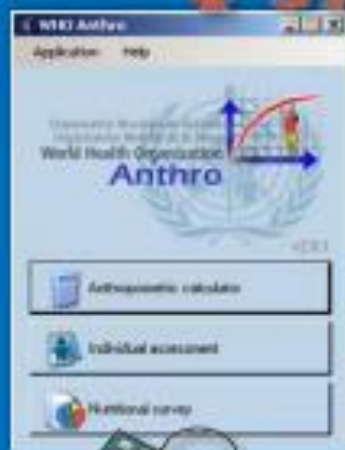 WHO Anthro
Application Help
World Health Organization
Anthro
Anthropometric calculator
Individual assessment
Nutritional survey